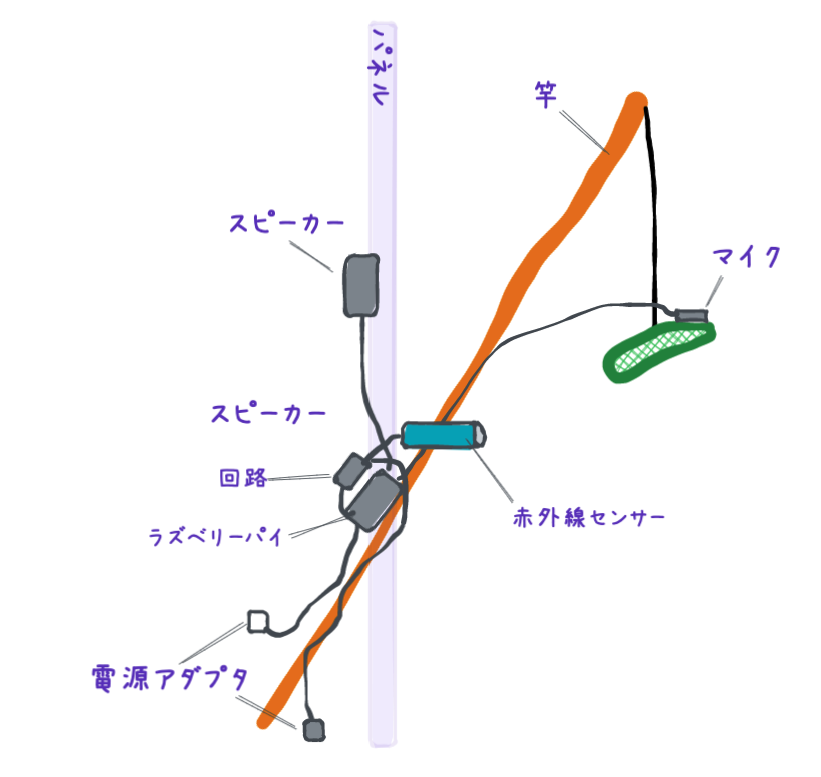 パネル
竿
スピーカー
マイク
スピーカー
回路
赤外線センサー
ラズベリーパイ
電源アダプタ